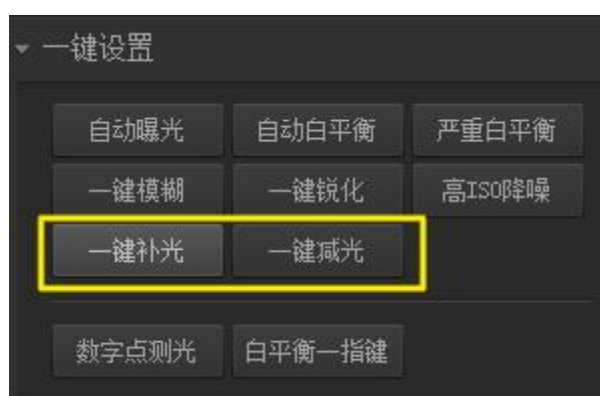 一键设置
自动曝光 自动白平衡 严重白平衡
一键模糊 一键锐化 高ISO降噪
一键补光 一键减光
数字点测光 白平衡一指键